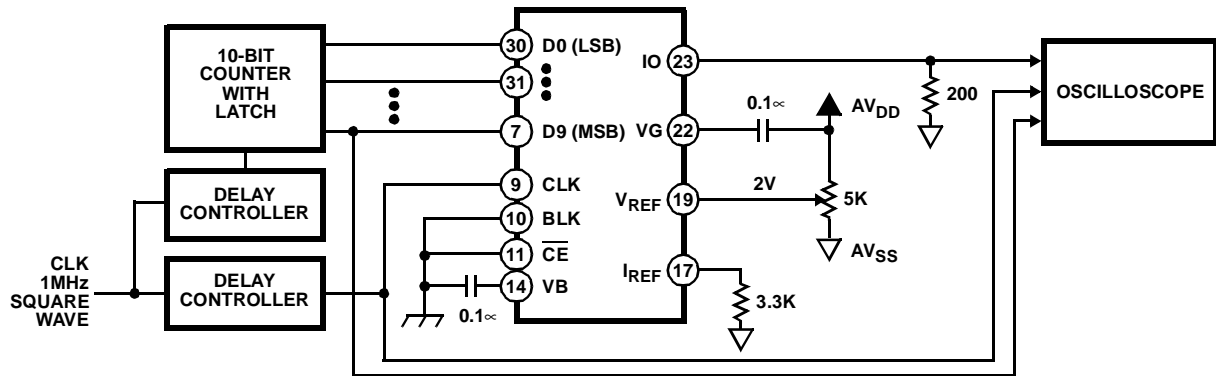 10-BIT
COUNTER
WITH
LATCH
DELAY
CONTROLLER
DELAY
CONTROLLER
CLK
1MHz
SQUARE
WAVE
30 D0 (LSB)
31
7 D9 (MSB)
9 CLK
10 BLK
11 CE
14 VB
0.1∝
IO 23
VG 22
VREF 19
IREF 17
0.1∝
AVDD
2V
5K
AVSS
3.3K
200
OSCILLOSCOPE